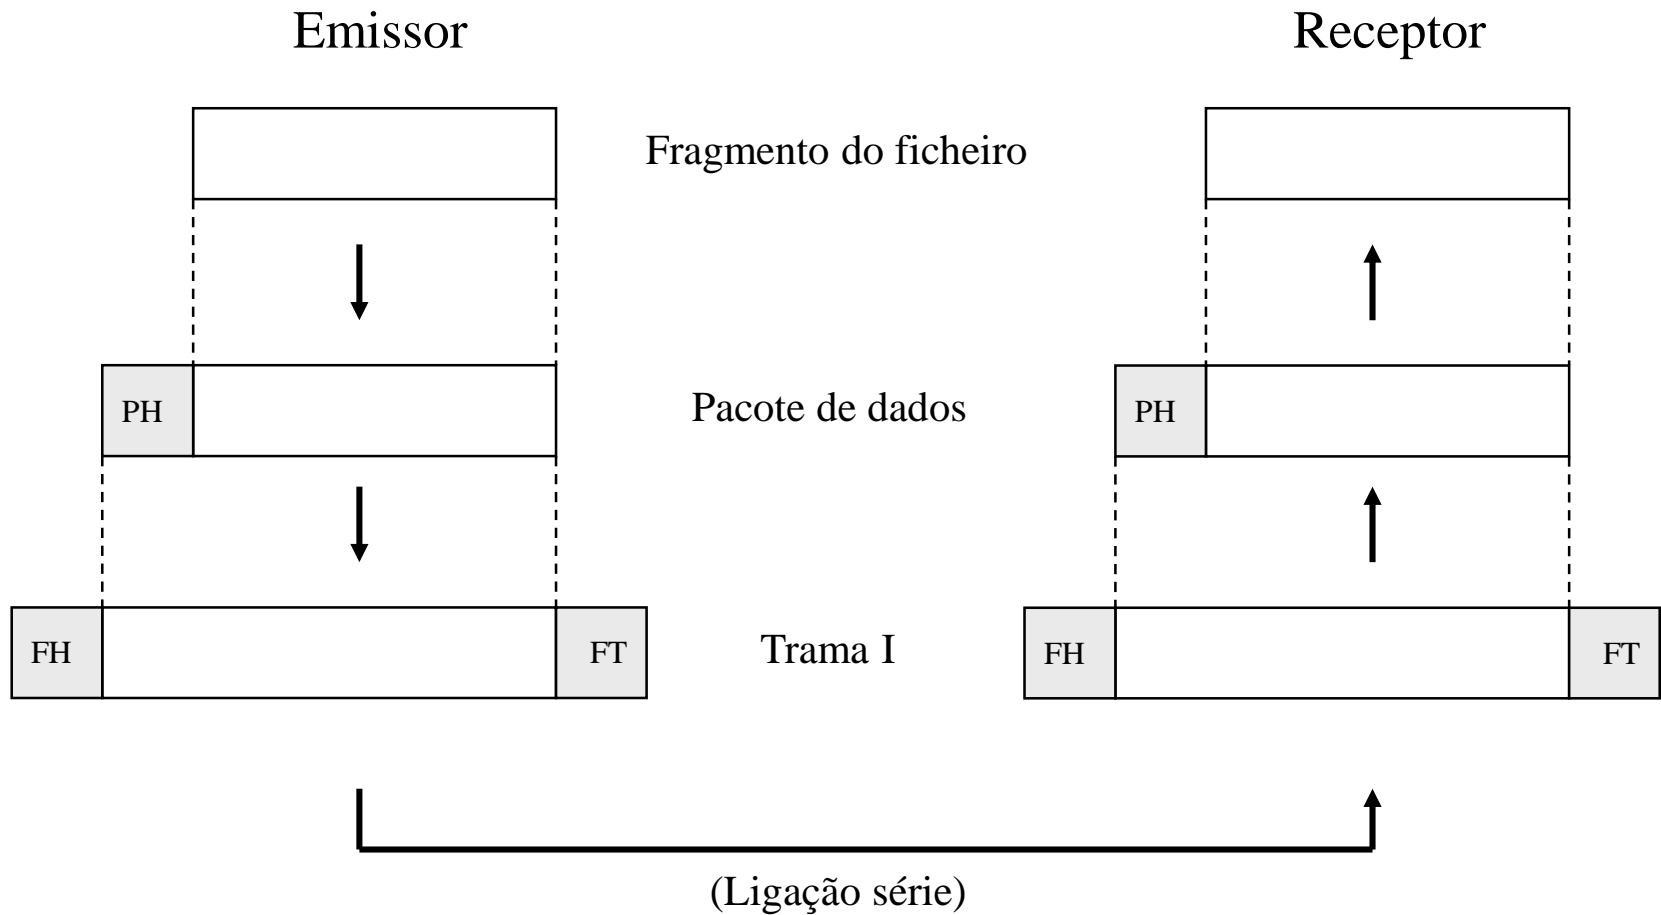 Emissor
Receptor
Fragmento do ficheiro
PH
Pacote de dados
PH
FH
FT
Trama I
FH
FT
(Ligação série)